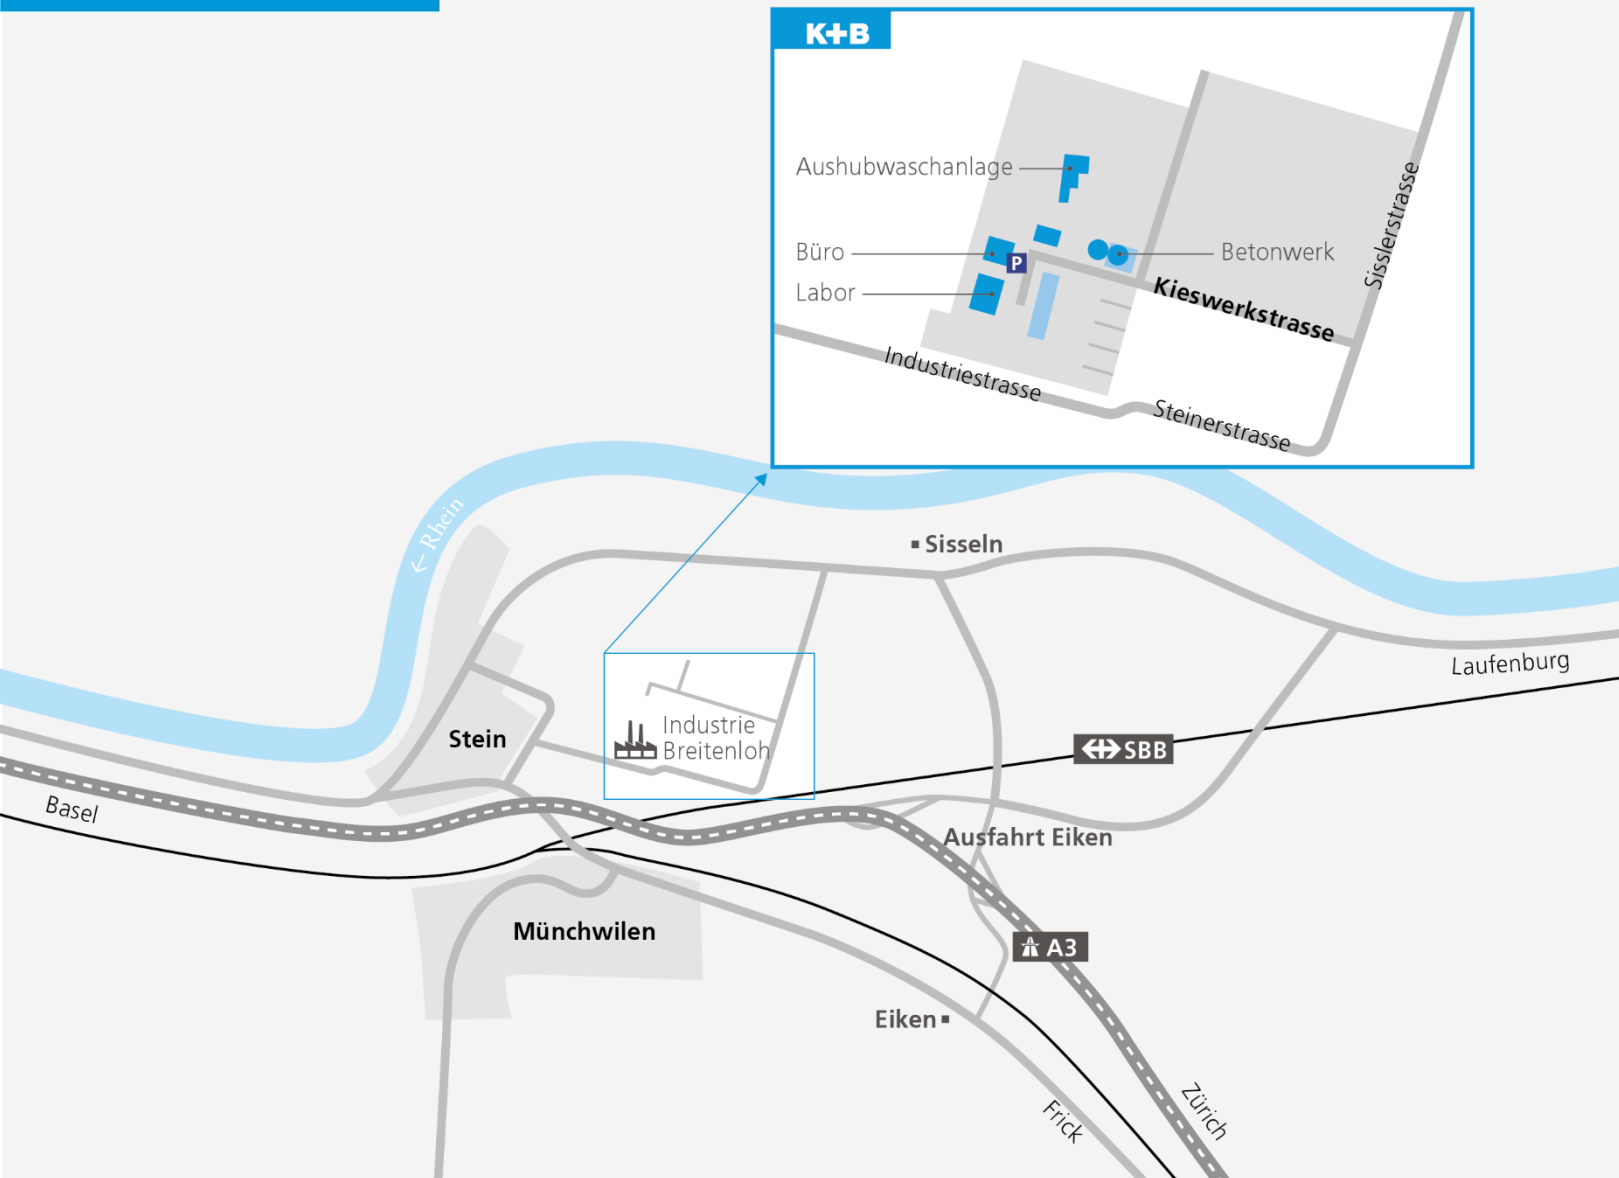 K+B
Aushubwaschanlage
Sisslerstrasse
Büro
P
Betonwerk
Labor
Kieswerkstrasse
Industriestrasse
Steinerstrasse
← Rhein
Sisseln
Laufenburg
Industrie
Breitenloh
Stein
SBB
Basel
Ausfahrt Eiken
Münchwilen
A3
Eiken
Zürich
Frick